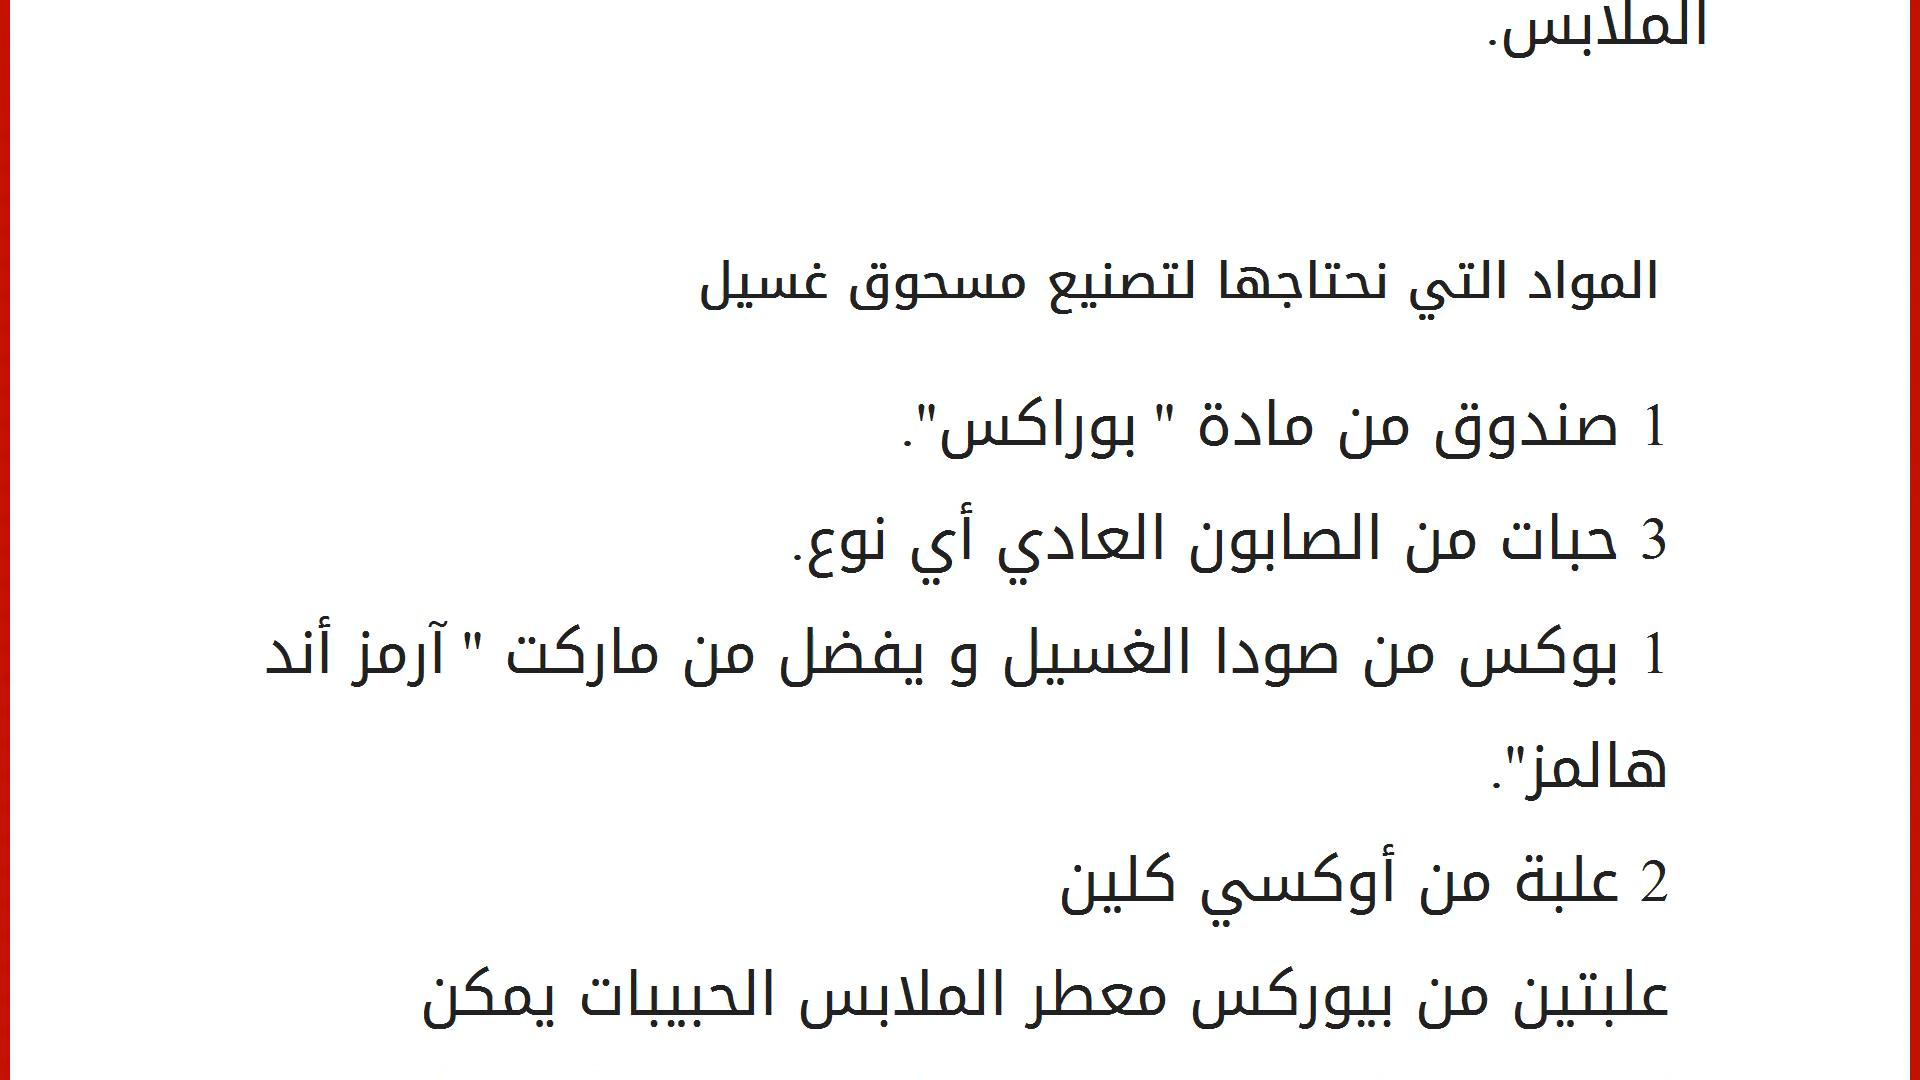 الملابس.
المواد التي نحتاجها لتصنيع مسحوق غسيل
1 صندوق من مادة " بوراكس".
3 حبات من الصابون العادي أي نوع.
1 بوكس من صودا الغسيل و يفضل من ماركت " آرمز أند
هالمز".
2 علبة من أوكسي كلين
علبتين من بيوركس معطر الملابس الحبيبات يمكن